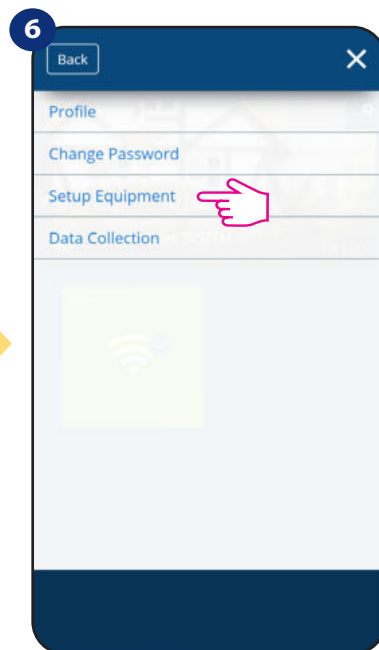 6
Back
Profile
Change Password
Setup Equipment
Data Collection